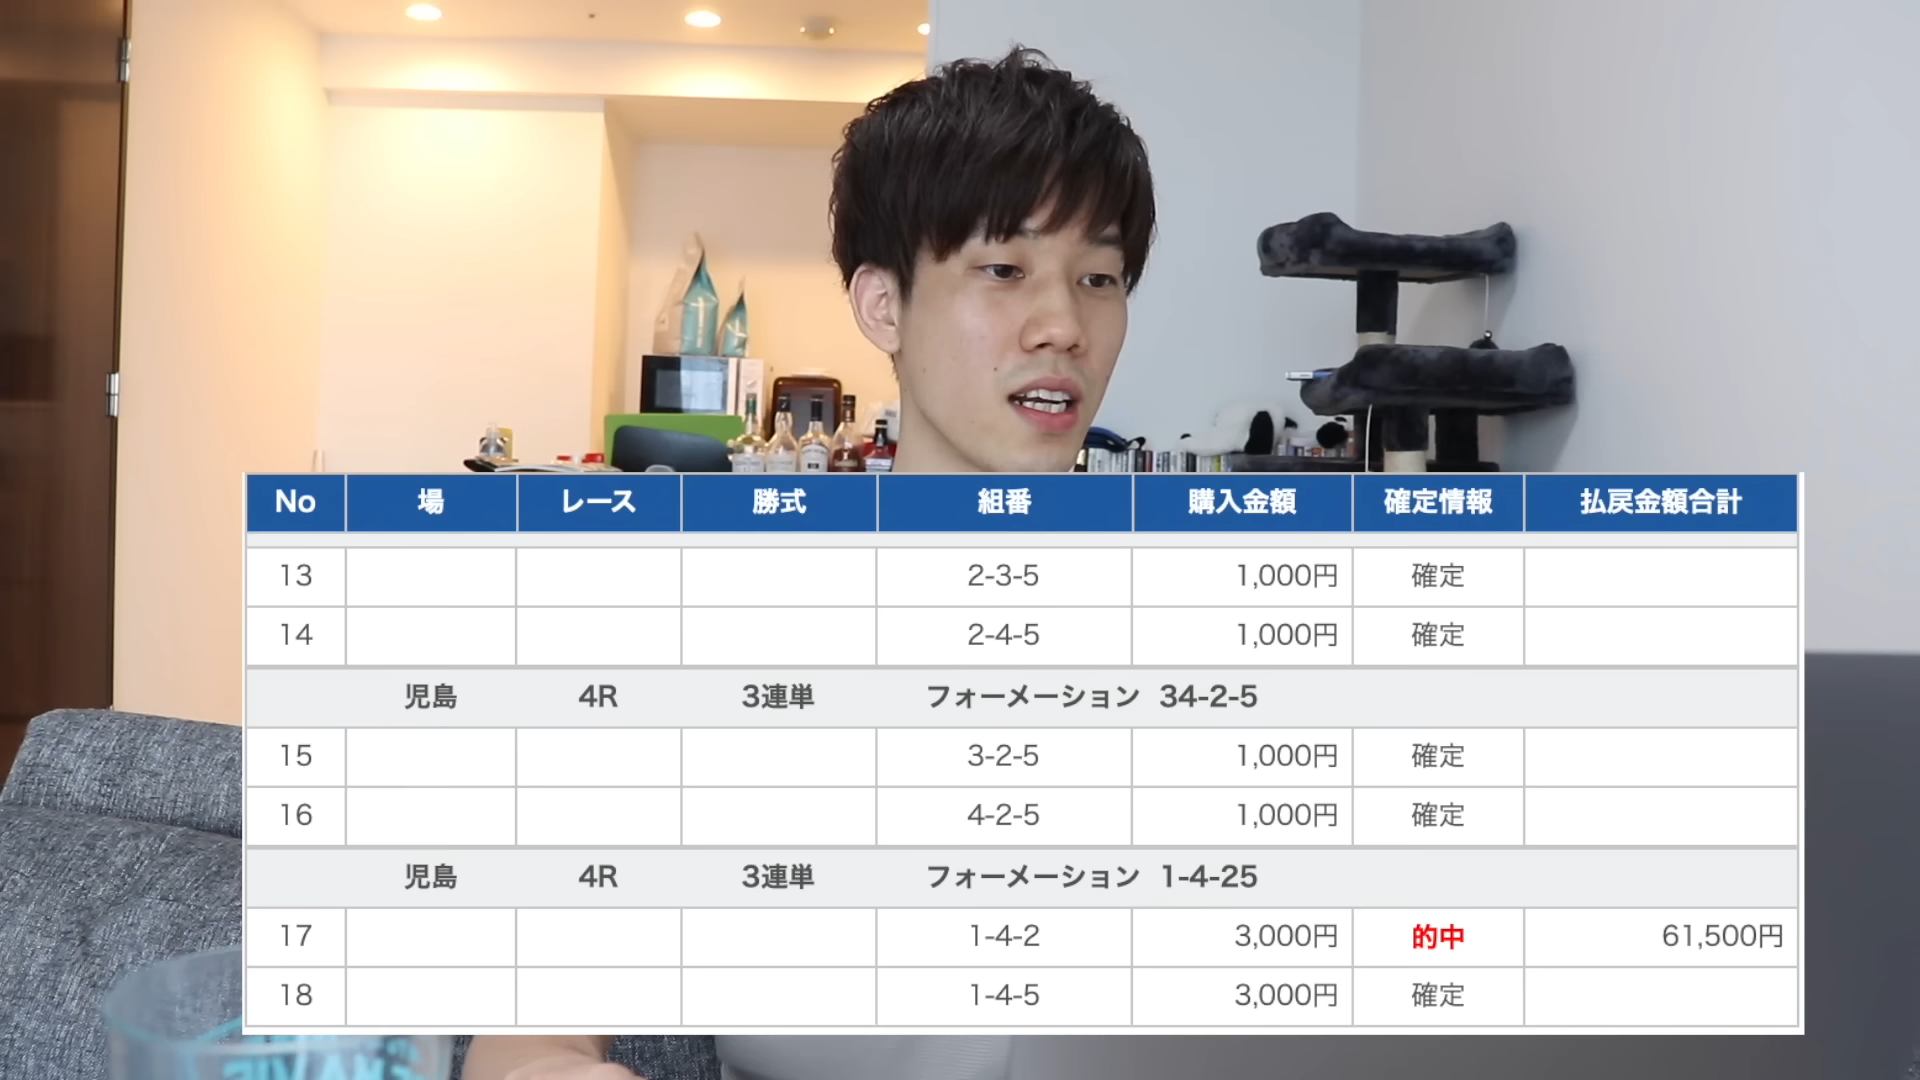 No 場 レース 勝式 組番 購入金額 確定情報 払戻金額合計
13 2-3-5 1,000円 確定
14 2-4-5 1,000円 確定
児島 4R 3連単 フォーメーション 34-2-5
15 3-2-5 1,000円 確定
16 4-2-5 1,000円 確定
児島 4R 3連単 フォーメーション 1-4-25
17 1-4-2 3,000円 的中 61,500円
18 1-4-5 3,000円 確定